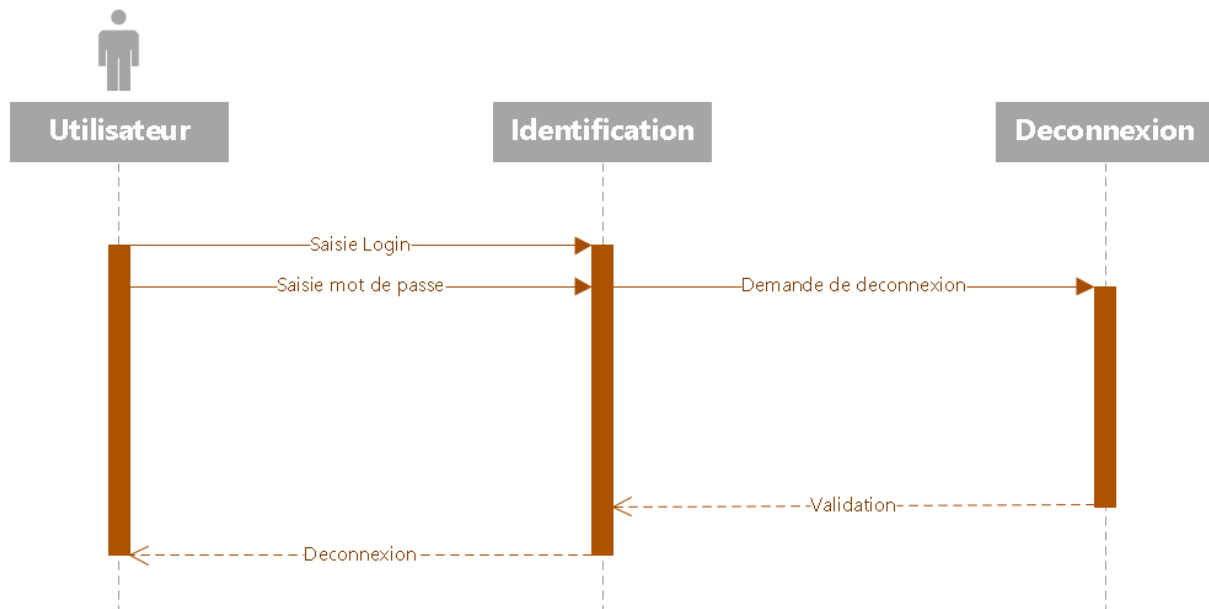 Utilisateur
Identification
Deconnexion
Saisie Login
Saisie mot de passe
Demande de deconnexion
Validation
Deconnexion